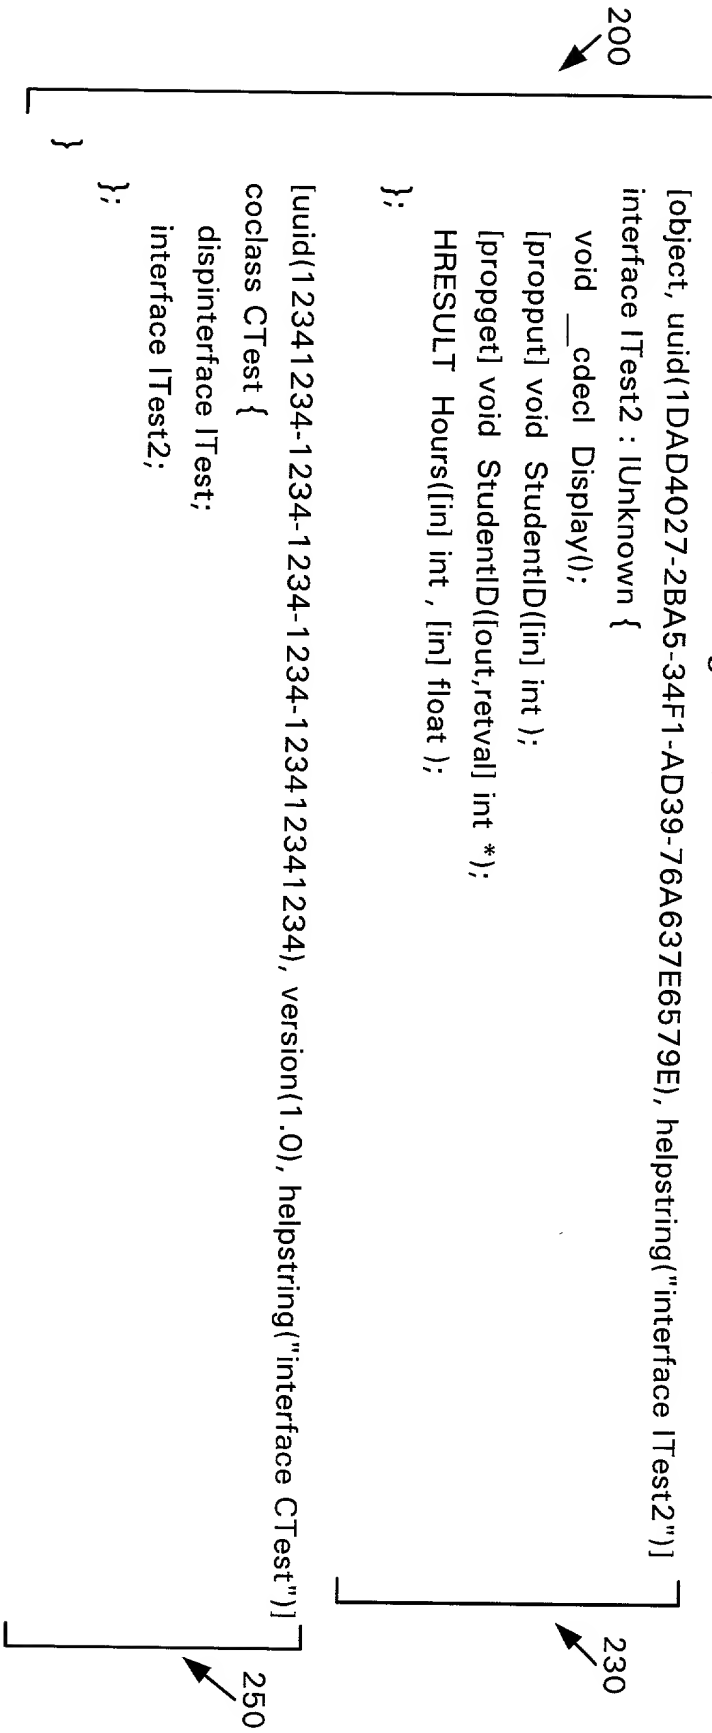 200
[object, uuid(1DAD4027-2BA5-34F1-AD39-76A637E6579E), helpstring("interface ITest2")]
interface ITest2 : IUnknown {
void __cdecl Display();
[propput] void StudentID([in] int );
[propget] void StudentID([out,retval] int *);
HRESULT Hours([in] int , [in] float );
};
230
[uuid(12341234-1234-1234-1234-123412341234), version(1.0), helpstring("interface CTest")]
coclass CTest {
dispinterface ITest;
interface ITest2;
};
}
250